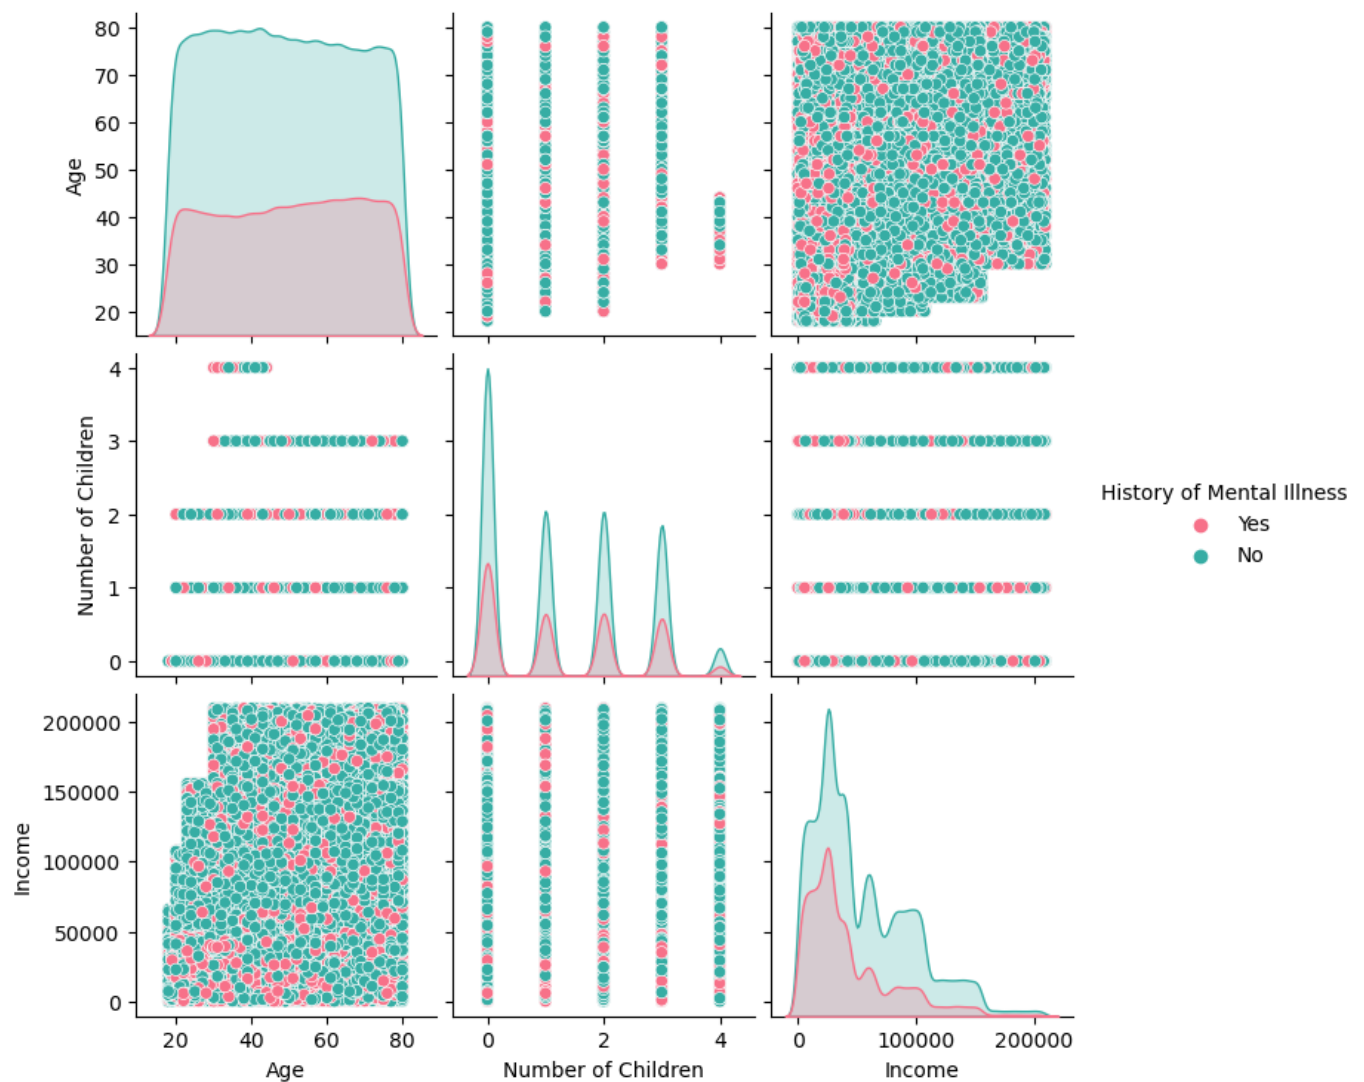 80
70
60
50
40
30
20
Age
4
3
2
1
0
Number of Children
History of Mental Illness
Yes
No
200000
150000
100000
50000
0
Income
20 40 60 80
0 2 4
0 100000 200000
Age
Number of Children
Income